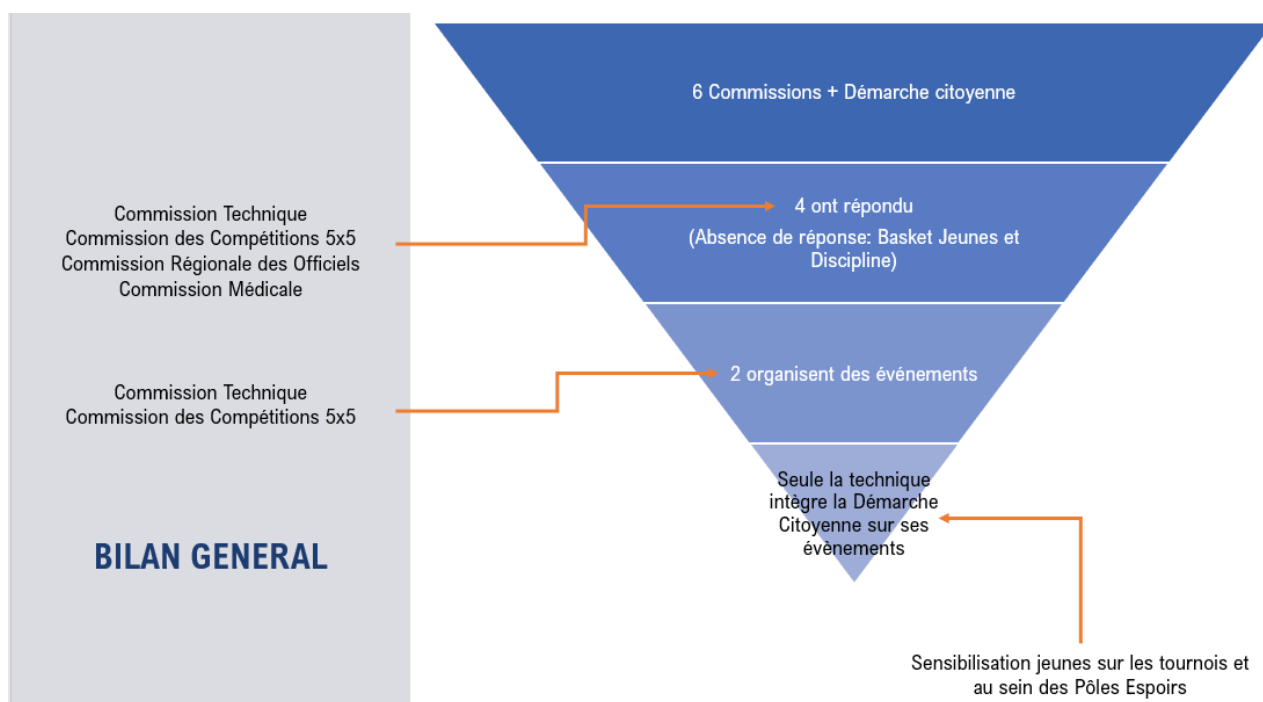 6 Commissions + Démarche citoyenne
Commission Technique
Commission des Compétitions 5x5
Commission Régionale des Officiels
Commission Médicale
4 ont répondu
(Absence de réponse: Basket Jeunes et
Discipline)
Commission Technique
Commission des Compétitions 5x5
2 organisent des événements
Seule la technique
intègre la Démarche
Citoyenne sur ses
évènements
BILAN GENERAL
Sensibilisation jeunes sur les tournois et
au sein des Pôles Espoirs